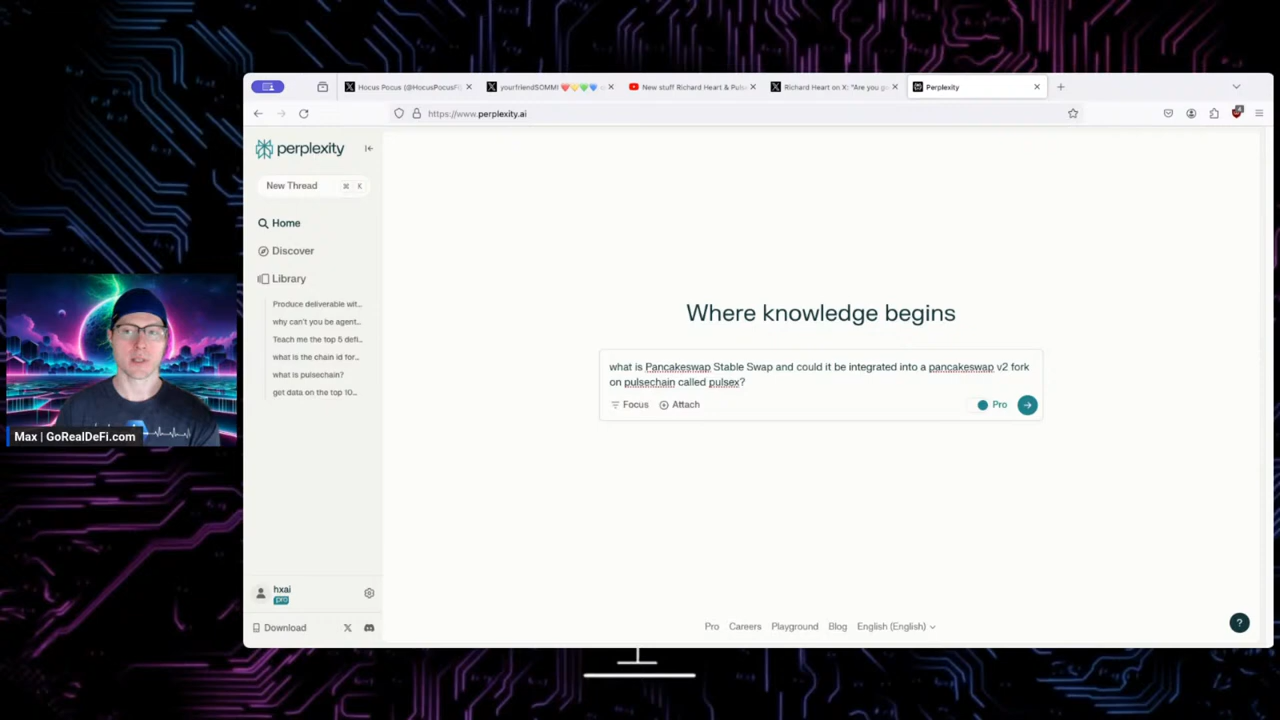 Hocus Pocus (@HocusPocusFi
yourfriendSOMMI
New stuff Richard Heart & Pulse
Richard Heart on X: "Are you g
Perplexity
https://www.perplexity.ai
4
perplexity
New Thread ⌘ K
Home
Discover
Library
Produce deliverable wit...
why can't you be agent...
Teach me the top 5 defi...
what is the chain id for...
what is pulsechain?
get data on the top 10...
Where knowledge begins
what is Pancakeswap Stable Swap and could it be integrated into a pancakeswap v2 fork
on pulsechain called pulsex?
Focus Attach Pro
Max | GoRealDeFi.com
hxai
pro
Download
Pro Careers Playground Blog English (English)
?